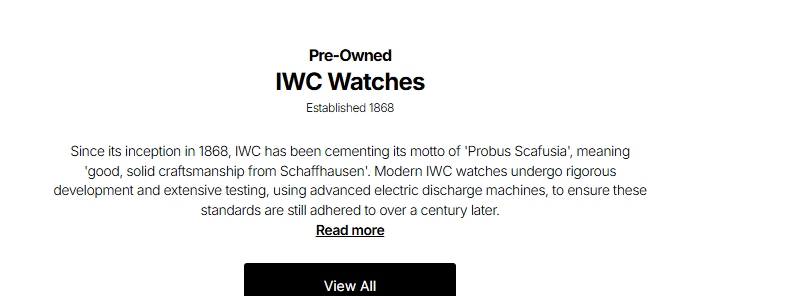 Pre-Owned
IWC Watches
Established 1868
Since its inception in 1868, IWC has been cementing its motto of 'Probus Scafusia', meaning
'good, solid craftsmanship from Schaffhausen'. Modern IWC watches undergo rigorous
development and extensive testing, using advanced electric discharge machines, to ensure these
standards are still adhered to over a century later.
Read more
View All